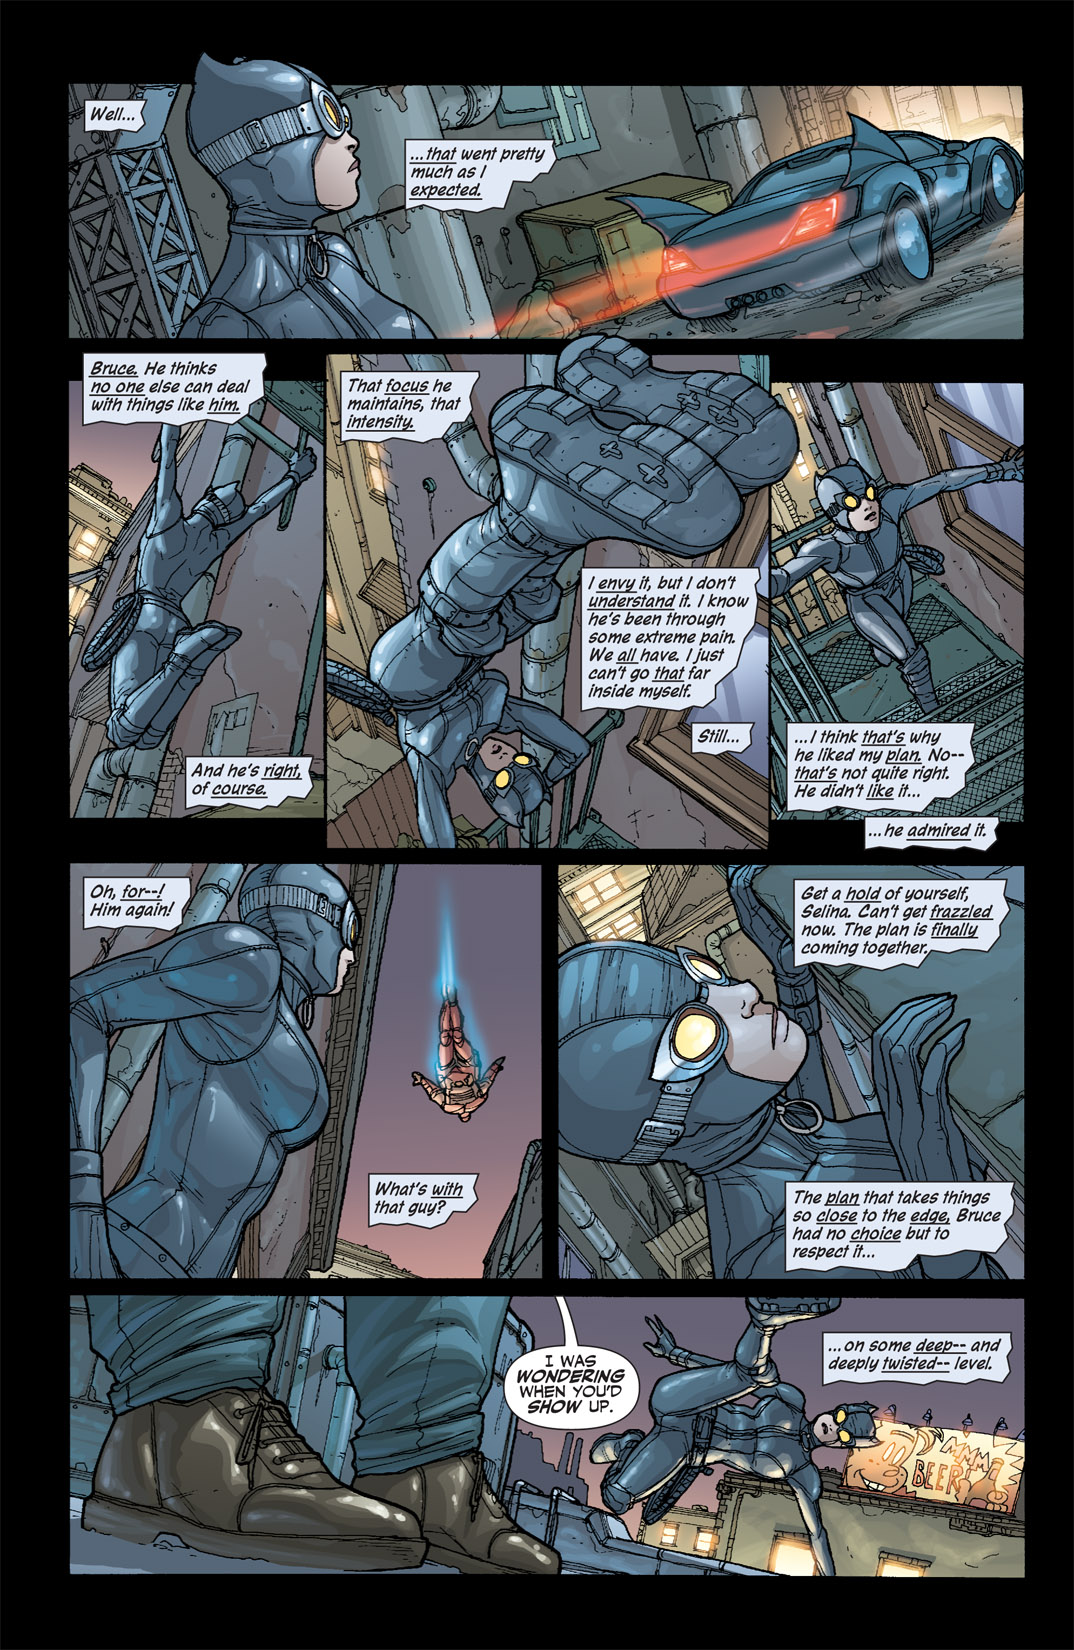 Well...
...that went pretty
much as I
expected.
Bruce. He thinks
no one else can deal
with things like him.
And he's right,
of course.
That focus he
maintains, that
intensity.
I envy it, but I don't
understand it. I know
he's been through
some extreme pain.
We all have. I just
can't go that far
inside myself.
Still...
...I think that's why
he liked my plan. No--
that's not quite right.
He didn't like it...
...he admired it.
Oh, for--!
Him again!
What's with
that guy?
Get a hold of yourself,
Selina. Can't get frazzled
now. The plan is finally
coming together.
The plan that takes things
so close to the edge, Bruce
had no choice but to
respect it...
I WAS
WONDERING
WHEN YOU'D
SHOW UP.
...on some deep-- and
deeply twisted-- level.
MMM!
BEER!